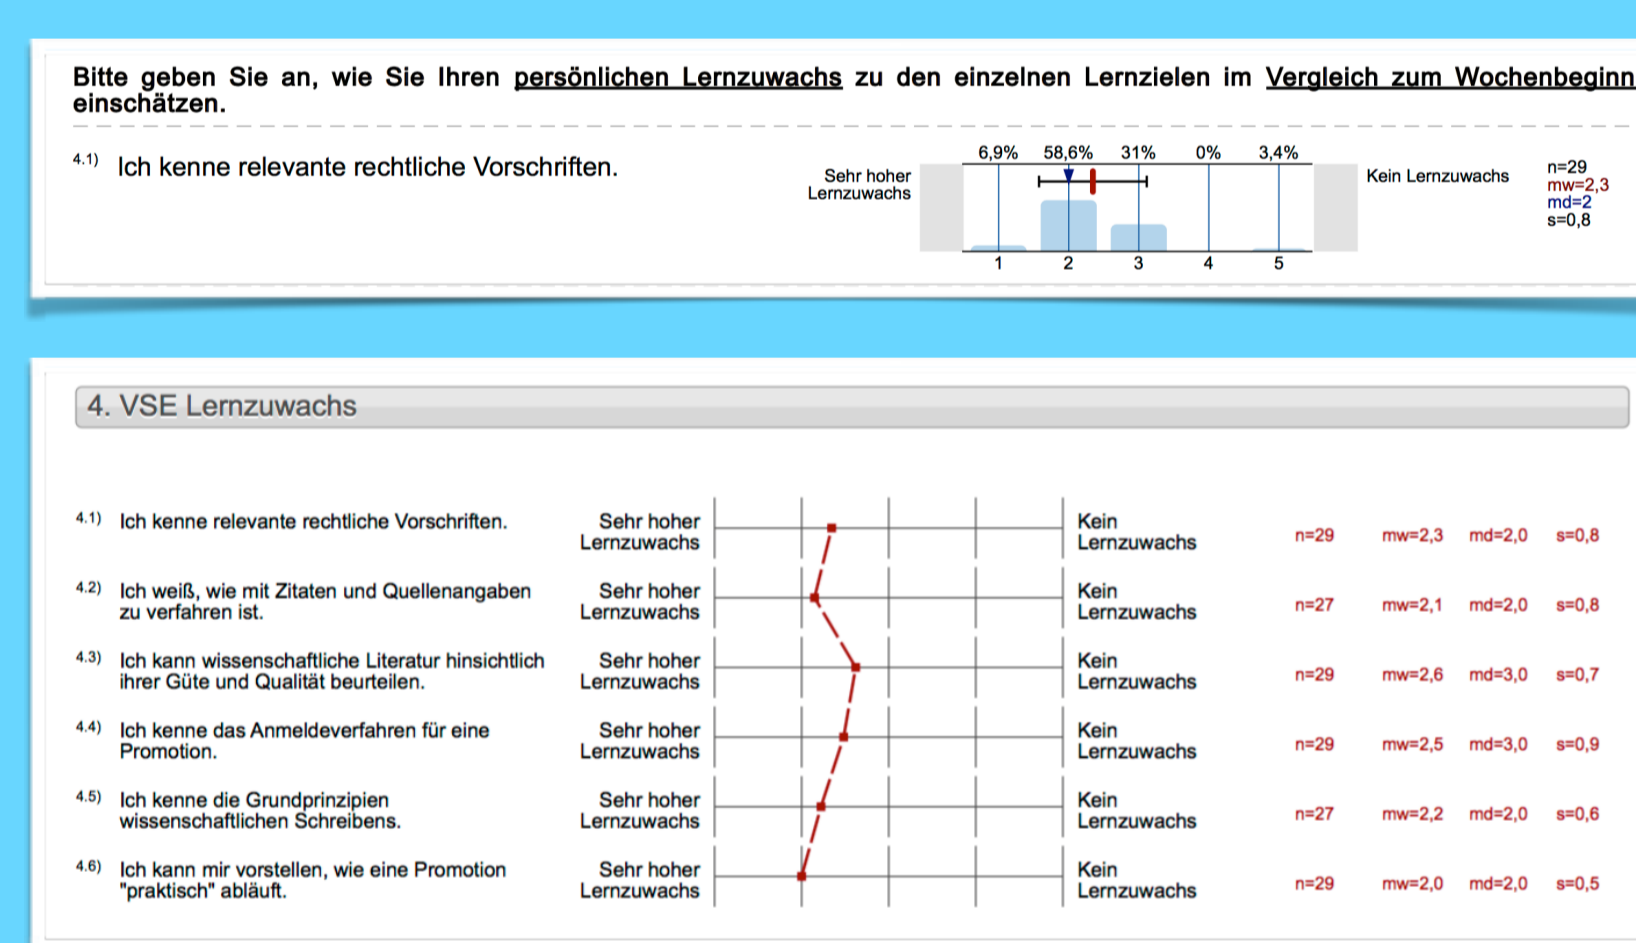 Bitte geben Sie an, wie Sie Ihren persönlichen Lernzuwachs zu den einzelnen Lernzielen im Vergleich zum Wochenbeginn
einschätzen.
4.1) Ich kenne relevante rechtliche Vorschriften.
Sehr hoher
Lernzuwachs
6,9% 58,6% 31% 0% 3,4%
1 2 3 4 5
Kein Lernzuwachs
n=29
mw=2,3
md=2
s=0,8
4. VSE Lernzuwachs
4.1) Ich kenne relevante rechtliche Vorschriften.
Sehr hoher
Lernzuwachs
Kein
Lernzuwachs
n=29 mw=2,3 md=2,0 s=0,8
4.2) Ich weiß, wie mit Zitaten und Quellenangaben
zu verfahren ist.
Sehr hoher
Lernzuwachs
Kein
Lernzuwachs
n=27 mw=2,1 md=2,0 s=0,8
4.3) Ich kann wissenschaftliche Literatur hinsichtlich
ihrer Güte und Qualität beurteilen.
Sehr hoher
Lernzuwachs
Kein
Lernzuwachs
n=29 mw=2,6 md=3,0 s=0,7
4.4) Ich kenne das Anmeldeverfahren für eine
Promotion.
Sehr hoher
Lernzuwachs
Kein
Lernzuwachs
n=29 mw=2,5 md=3,0 s=0,9
4.5) Ich kenne die Grundprinzipien
wissenschaftlichen Schreibens.
Sehr hoher
Lernzuwachs
Kein
Lernzuwachs
n=27 mw=2,2 md=2,0 s=0,6
4.6) Ich kann mir vorstellen, wie eine Promotion
"praktisch" abläuft.
Sehr hoher
Lernzuwachs
Kein
Lernzuwachs
n=29 mw=2,0 md=2,0 s=0,5